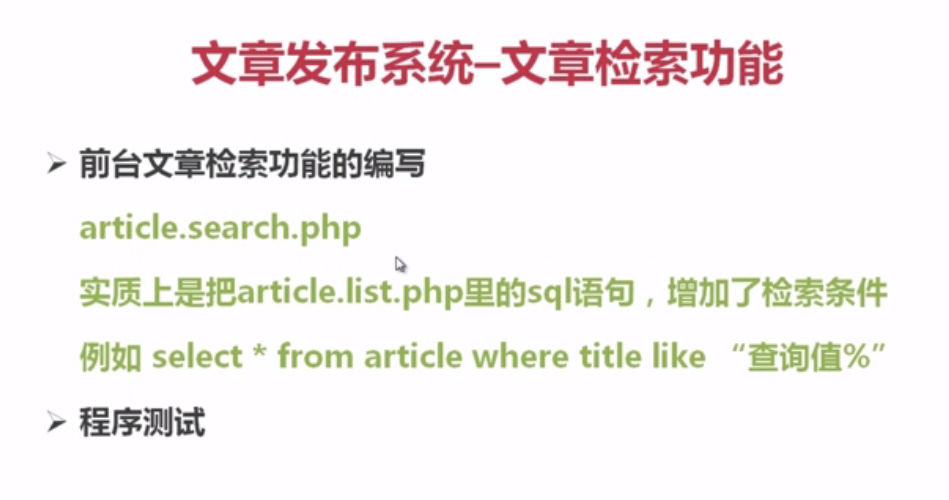 文章发布系统–文章检索功能
前台文章检索功能的编写
article.search.php
实质上是把article.list.php里的sql语句，增加了检索条件
例如 select * from article where title like “查询值%”
程序测试